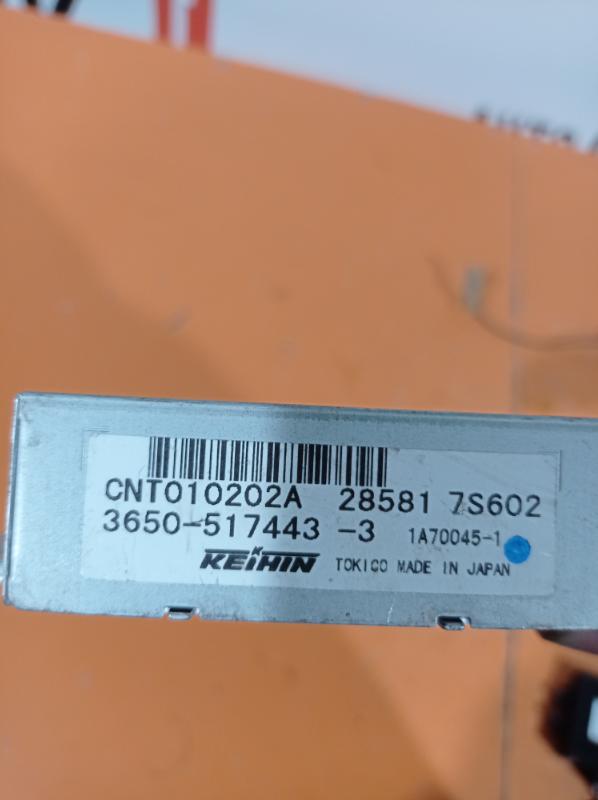 CNT010202A 28581 7S602
3650-517443 -3 1A70045-1
KEIHIN TOKICO MADE IN JAPAN